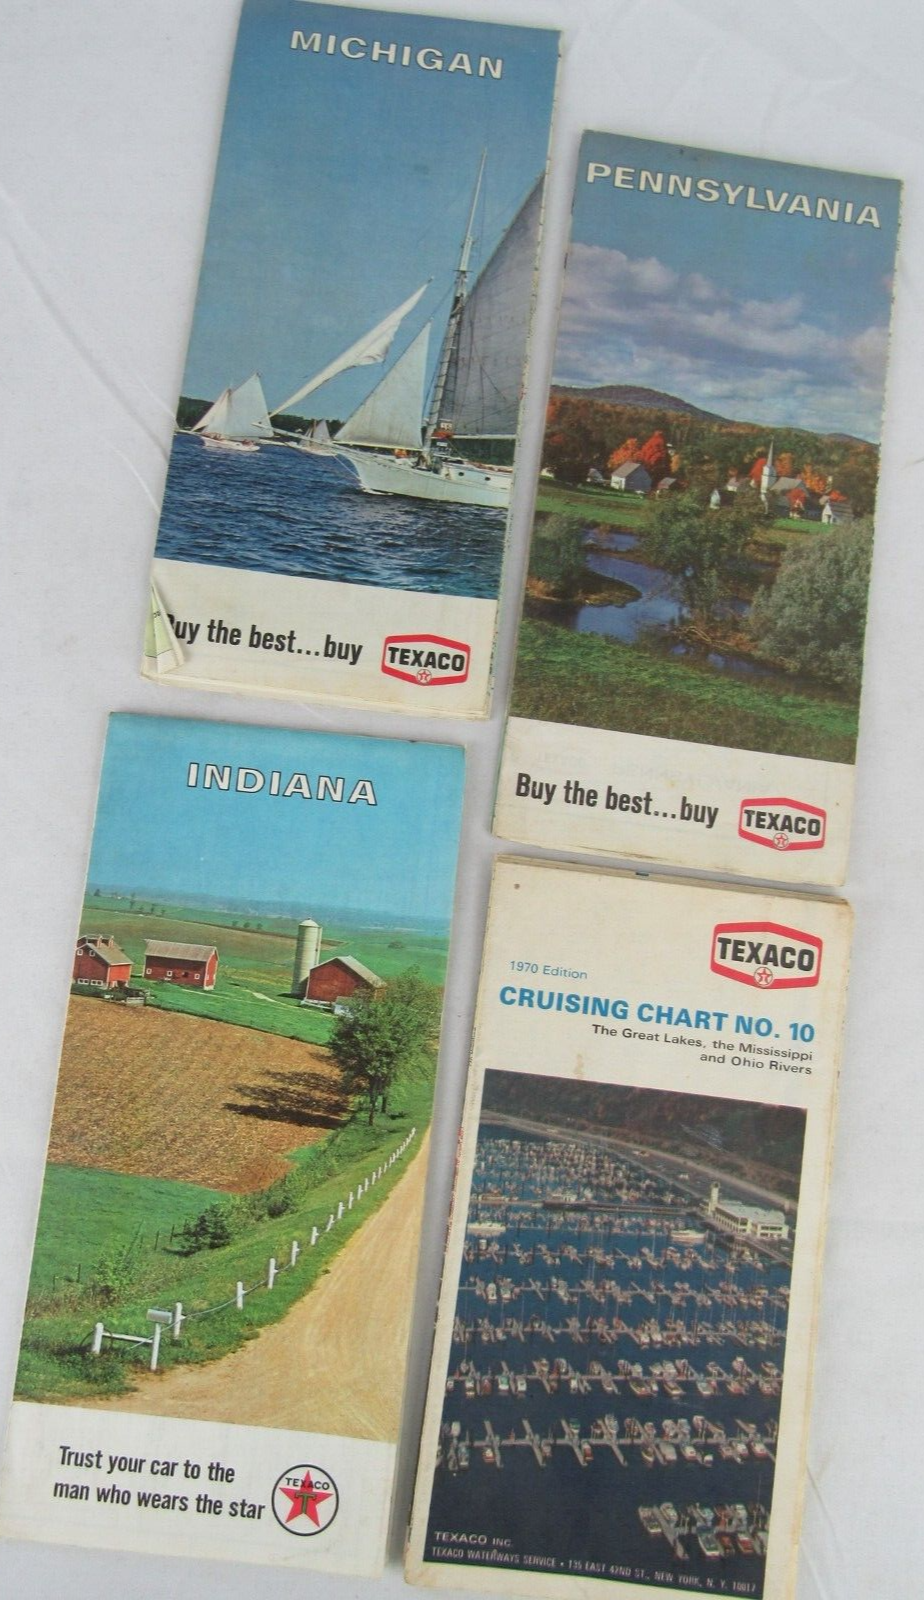 MICHIGAN
Buy the best...buy
TEXACO
T
PENNSYLVANIA
Buy the best...buy
TEXACO
T
INDIANA
Trust your car to the
man who wears the star
TEXACO
T
TEXACO
T
1970 Edition
CRUISING CHART NO. 10
The Great Lakes, the Mississippi
and Ohio Rivers
TEXACO INC.
TEXACO WATERWAYS SERVICE • 135 EAST 42ND ST., NEW YORK, N. Y. 10017